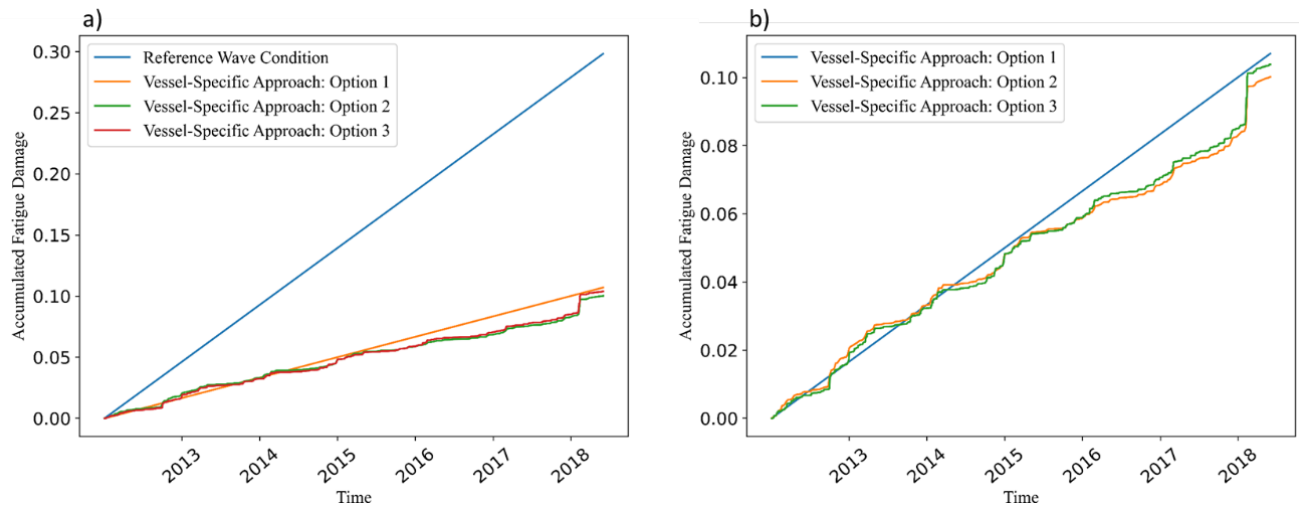 a)
0.30
0.25
0.20
0.15
0.10
0.05
0.00
Accumulated Fatigue Damage
Reference Wave Condition
Vessel-Specific Approach: Option 1
Vessel-Specific Approach: Option 2
Vessel-Specific Approach: Option 3
2013
2014
2015
2016
2017
2018
Time
b)
0.10
0.08
0.06
0.04
0.02
0.00
Accumulated Fatigue Damage
Vessel-Specific Approach: Option 1
Vessel-Specific Approach: Option 2
Vessel-Specific Approach: Option 3
2013
2014
2015
2016
2017
2018
Time